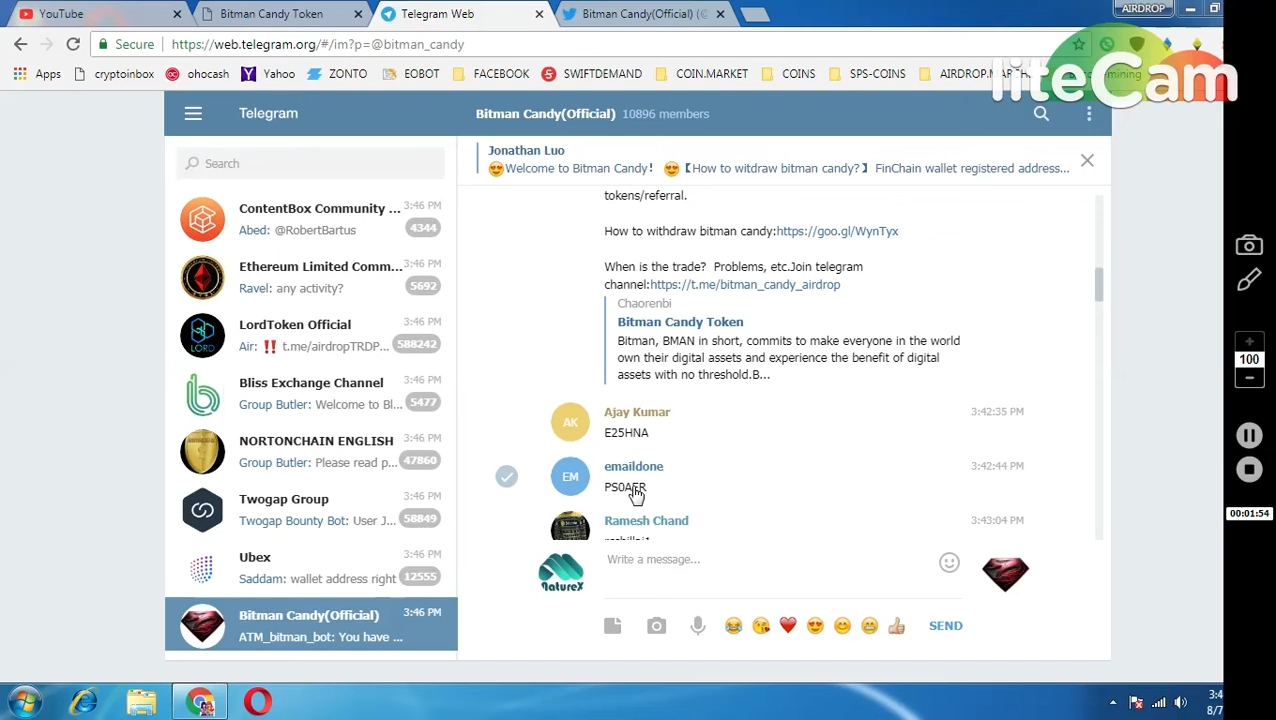 YouTube
Bitman Candy Token
Telegram Web
Bitman Candy(Official) (@
AIRDROP
Secure
https://web.telegram.org/#/im?p=@bitman_candy
Apps
cryptoinbox
ohocash
Yahoo
ZONTO
EOBOT
FACEBOOK
SWIFTDEMAND
COIN.MARKET
COINS
SPS-COINS
mining
liteCam
Telegram
Bitman Candy(Official) 10896 members
Search
Jonathan Luo
😍Welcome to Bitman Candy! 😍【How to witdraw bitman candy?】 FinChain wallet registered address...
ContentBox Community ...
3:46 PM
Abed: @RobertBartus
4344
Ethereum Limited Comm...
3:46 PM
Ravel: any activity?
5692
LordToken Official
3:46 PM
Air: ‼️ t.me/airdropTRDP...
588242
Bliss Exchange Channel
3:46 PM
Group Butler: Welcome to Bl...
5477
NORTONCHAIN ENGLISH
3:46 PM
Group Butler: Please read p...
47860
Twogap Group
3:46 PM
Twogap Bounty Bot: User J...
58849
Ubex
3:46 PM
Saddam: wallet address right
12555
Bitman Candy(Official)
3:46 PM
ATM_bitman_bot: You have ...
tokens/referral.
How to withdraw bitman candy:https://goo.gl/WynTyx
When is the trade? Problems, etc.Join telegram
channel:https://t.me/bitman_candy_airdrop
Chaorenbi
Bitman Candy Token
Bitman, BMAN in short, commits to make everyone in the world
own their digital assets and experience the benefit of digital
assets with no threshold.B...
AK
Ajay Kumar
3:42:35 PM
E25HNA
EM
emaildone
3:42:44 PM
Ramesh Chand
3:43:04 PM
NatureX
Write a message...
SEND
100
00:01:54
3:4
8/7